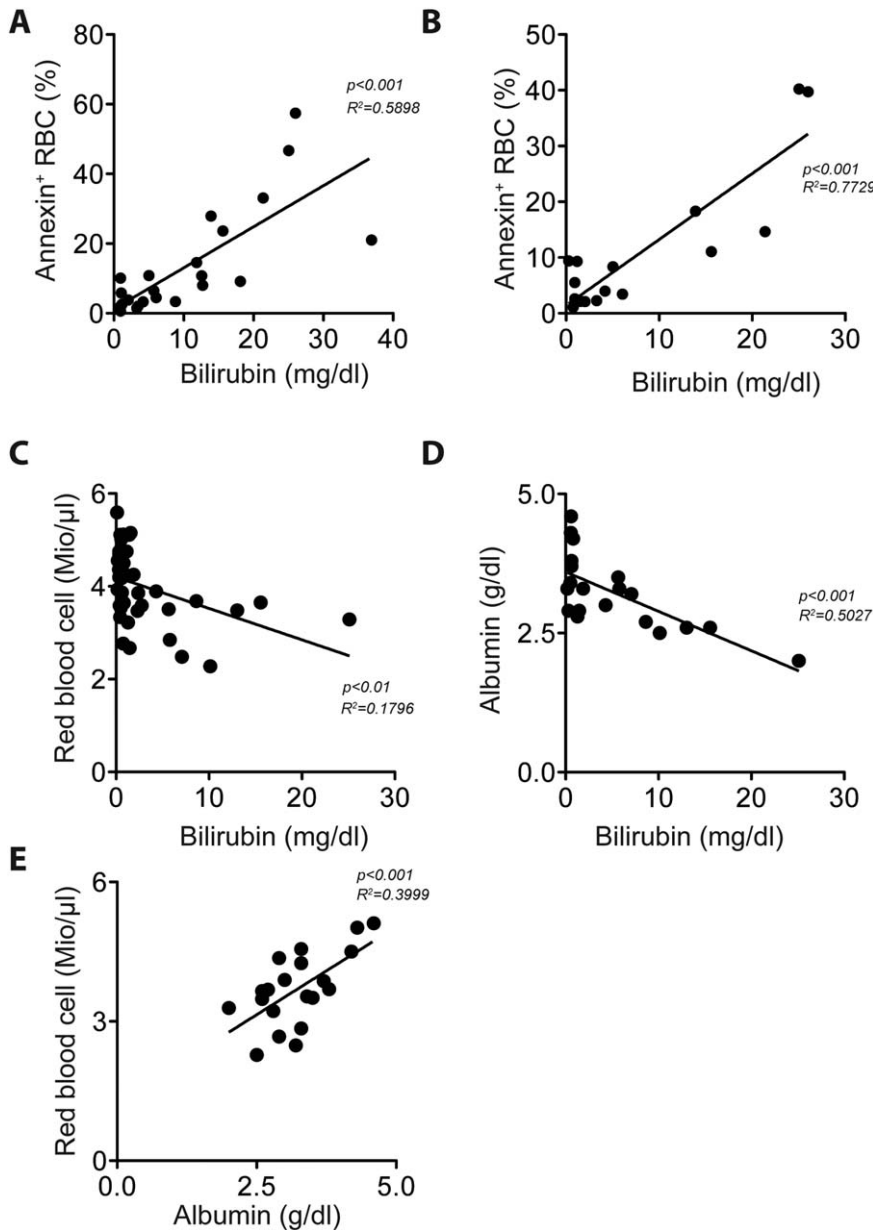 A
Annexin⁺ RBC (%)
80
60
40
20
0
p<0.001
R²=0.5898
0 10 20 30 40
Bilirubin (mg/dl)
B
Annexin⁺ RBC (%)
50
40
30
20
10
0
p<0.001
R²=0.7729
0 10 20 30
Bilirubin (mg/dl)
C
Red blood cell (Mio/µl)
6
4
2
0
p<0.01
R²=0.1796
0 10 20 30
Bilirubin (mg/dl)
D
Albumin (g/dl)
5.0
2.5
0.0
p<0.001
R²=0.5027
0 10 20 30
Bilirubin (mg/dl)
E
Red blood cell (Mio/µl)
6
3
0
p<0.001
R²=0.3999
0.0 2.5 5.0
Albumin (g/dl)